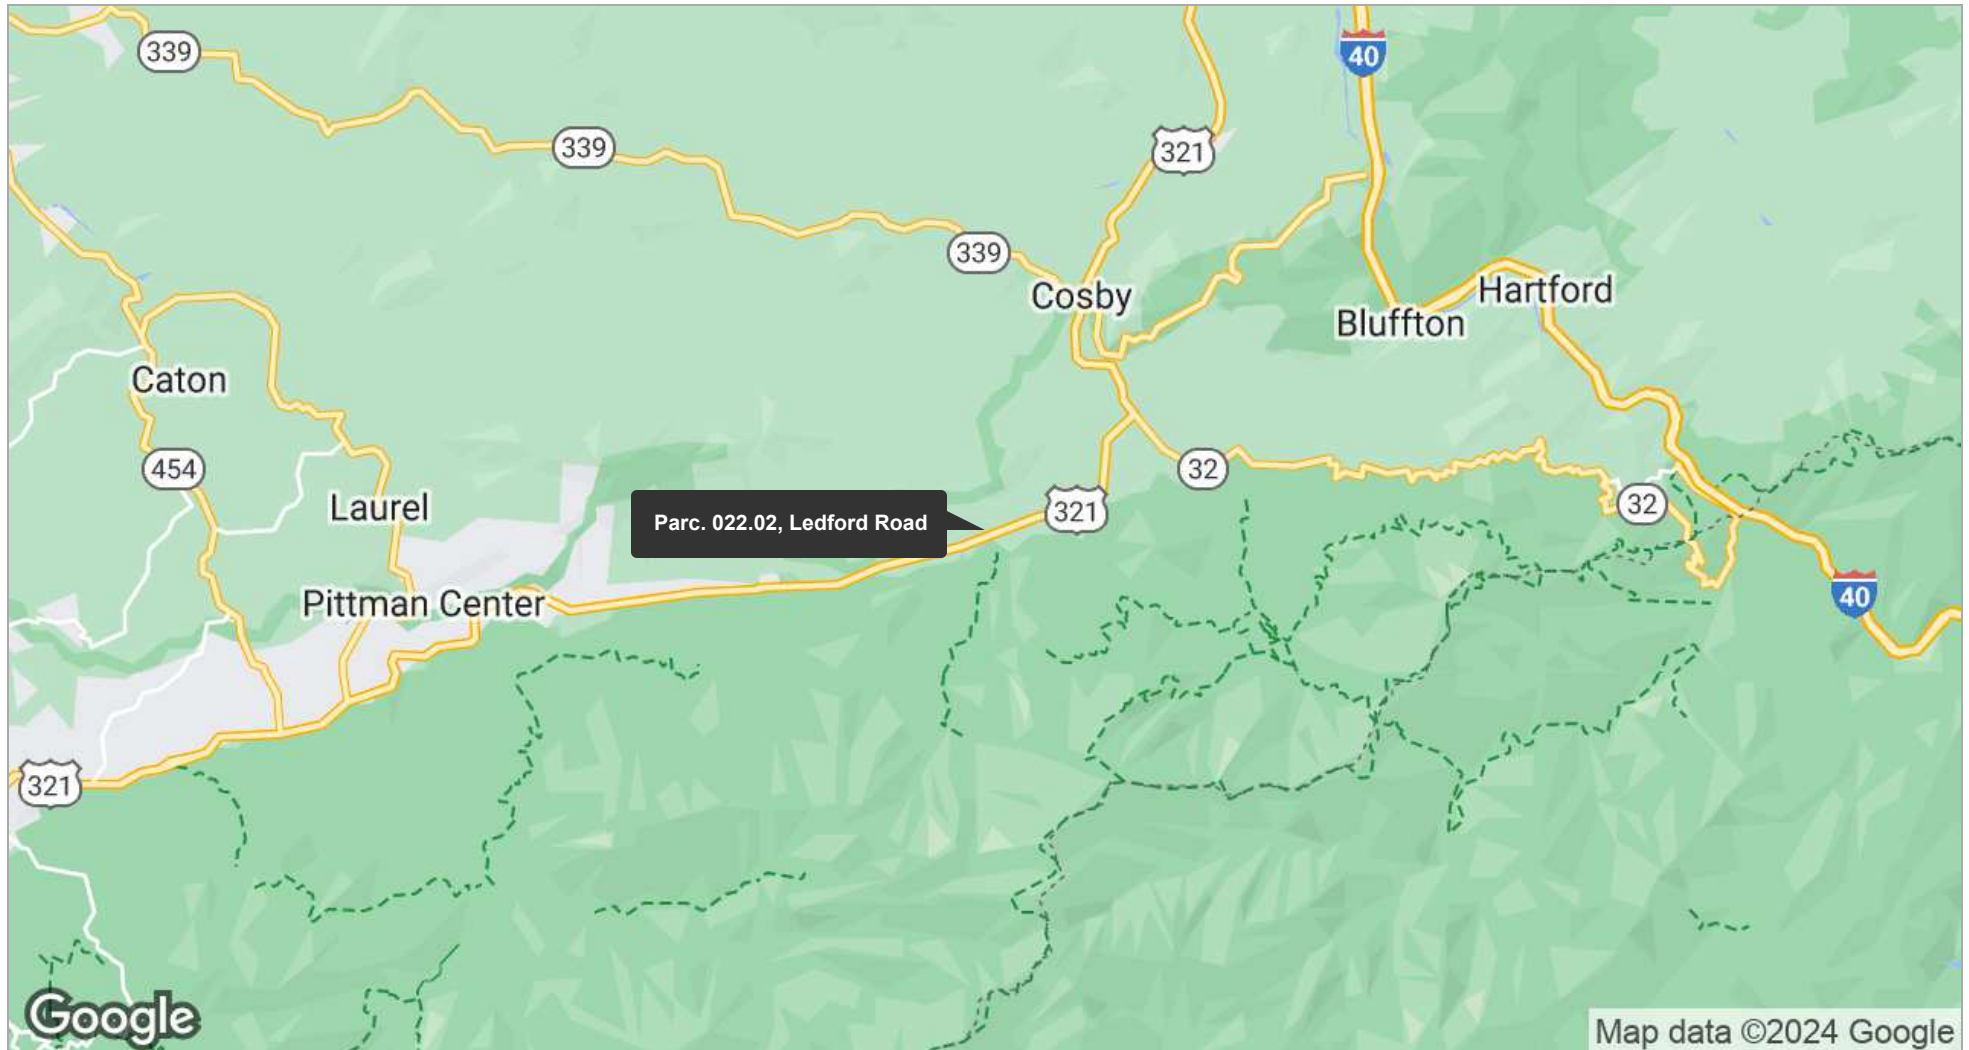 339
40
339
321
339
Cosby
Hartford
Bluffton
Caton
454
32
Laurel
321
32
Parc. 022.02, Ledford Road
Pittman Center
40
321
Google
Map data ©2024 Google